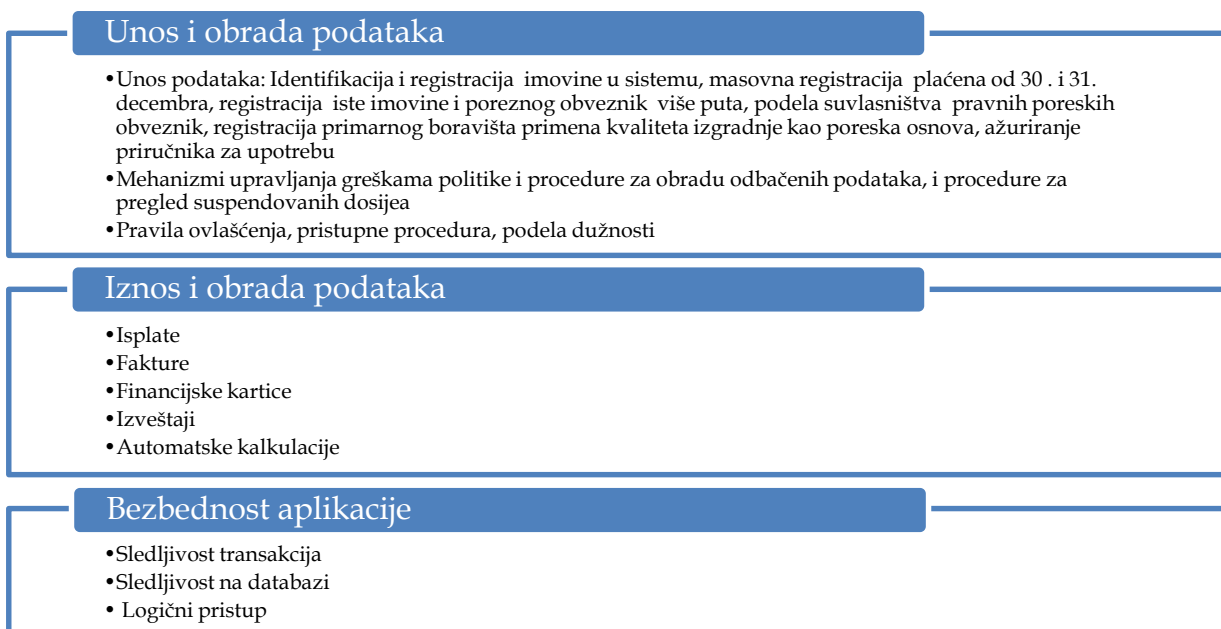 Unos i obrada podataka
•Unos podataka: Identifikacija i registracija imovine u sistemu, masovna registracija plaćena od 30 . i 31.
decembra, registracija iste imovine i poreznog obveznik više puta, podela suvlasništva pravnih poreskih
obveznik, registracija primarnog boravišta primena kvaliteta izgradnje kao poreska osnova, ažuriranje
priručnika za upotrebu
•Mehanizmi upravljanja greškama politike i procedure za obradu odbačenih podataka, i procedure za
pregled suspendovanih dosijea
•Pravila ovlašćenja, pristupne procedura, podela dužnosti
Iznos i obrada podataka
•Isplate
•Fakture
•Financijske kartice
•Izveštaji
•Automatske kalkulacije
Bezbednost aplikacije
•Sledljivost transakcija
•Sledljivost na databazi
• Logični pristup